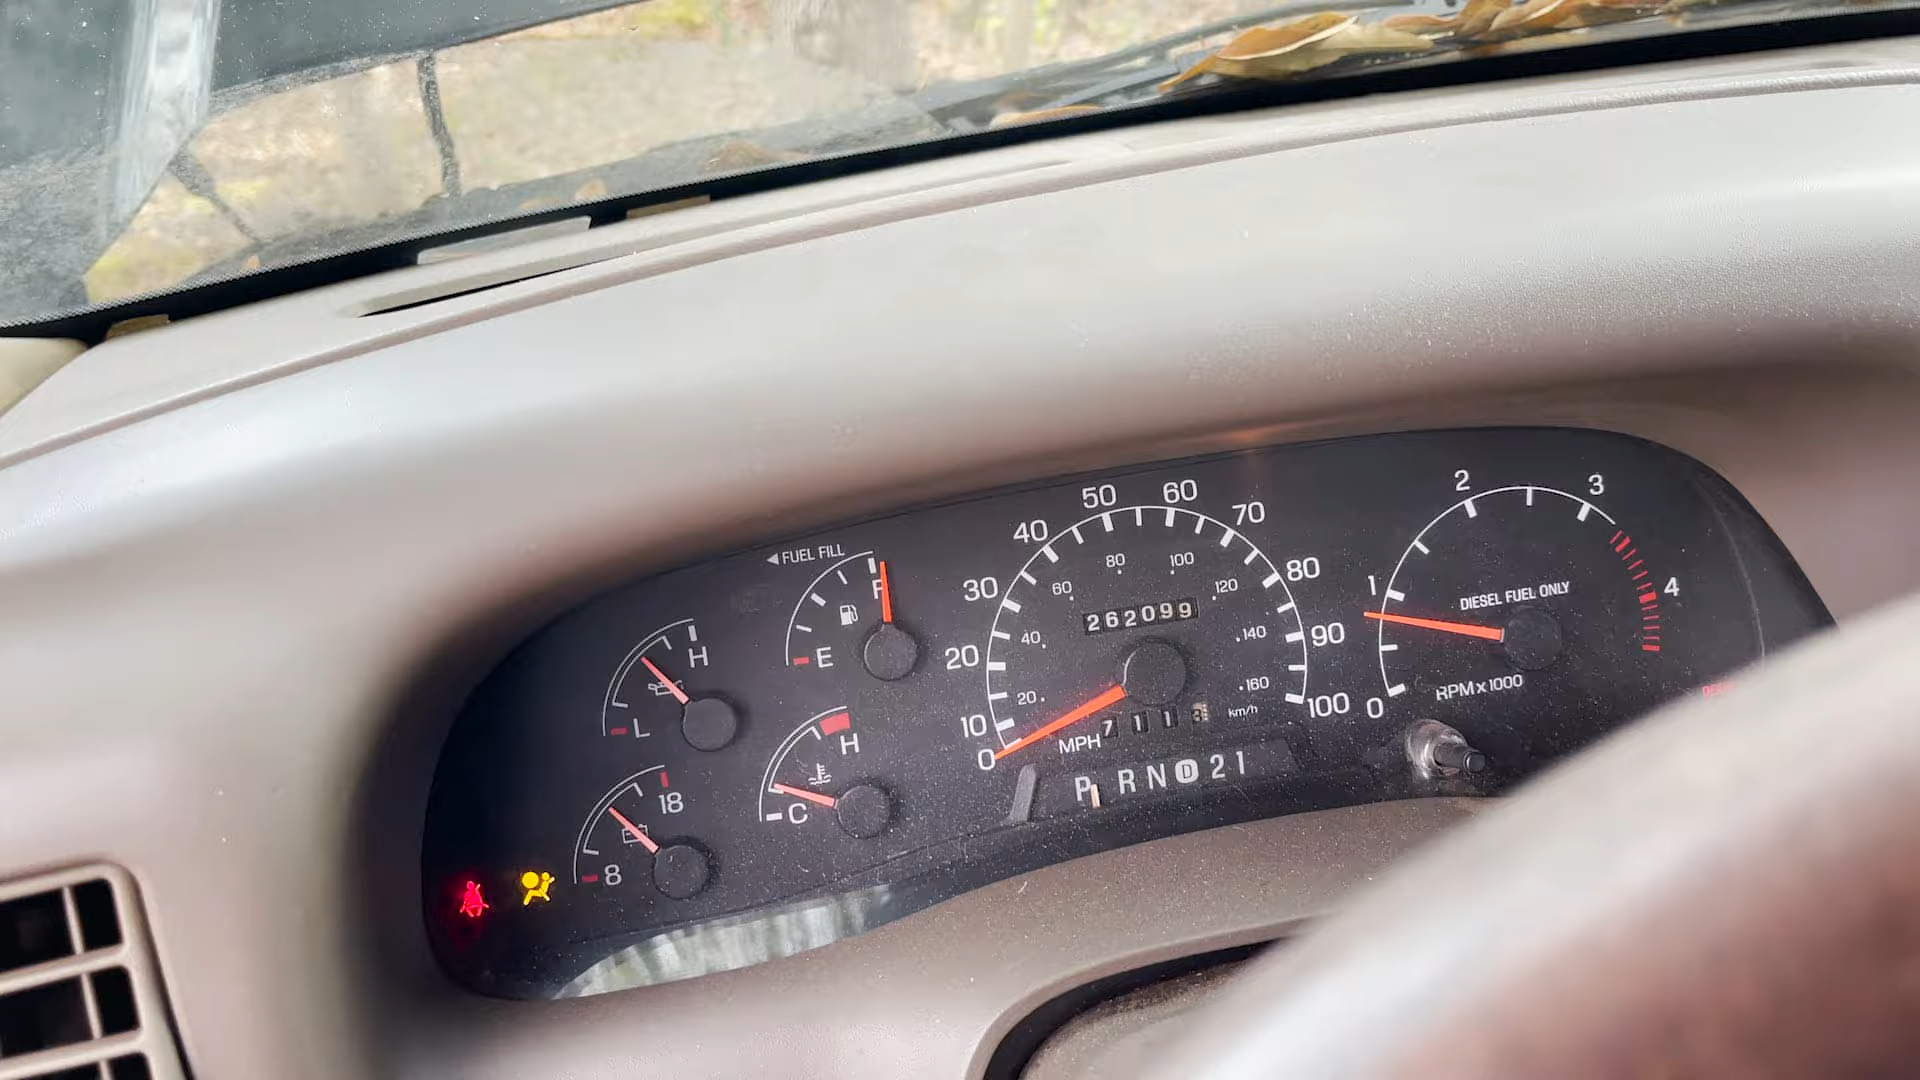 ◄ FUEL FILL
F
E
H
L
H
C
18
8
0 10 20 30 40 50 60 70 80 90 100
20 40 60 80 100 120 140 160
km/h
262099
MPH
7113
P R N D 2 1
0 1 2 3 4
DIESEL FUEL ONLY
RPM x 1000